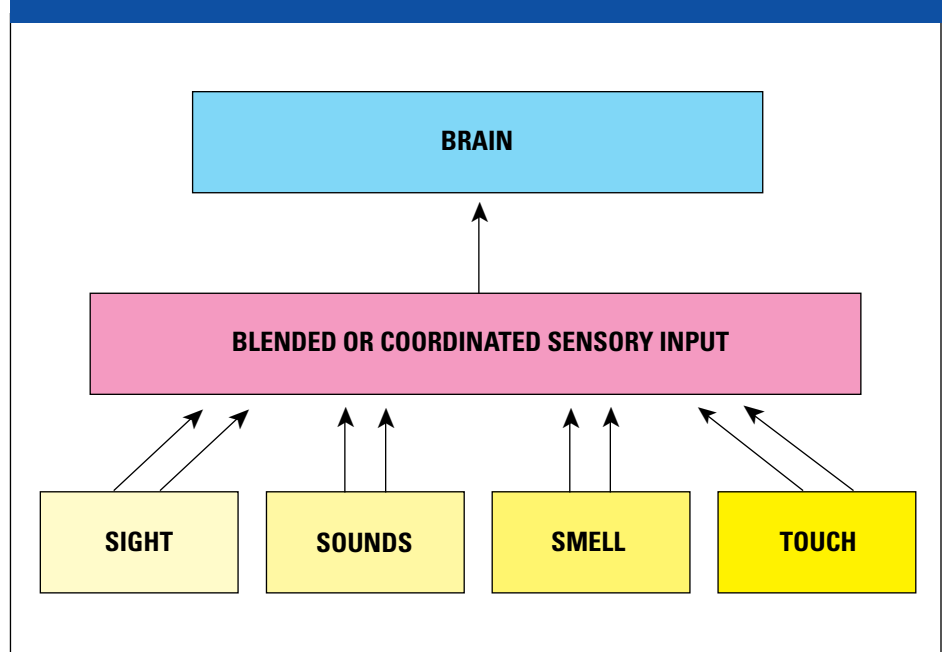 BRAIN
BLENDED OR COORDINATED SENSORY INPUT
SIGHT
SOUNDS
SMELL
TOUCH